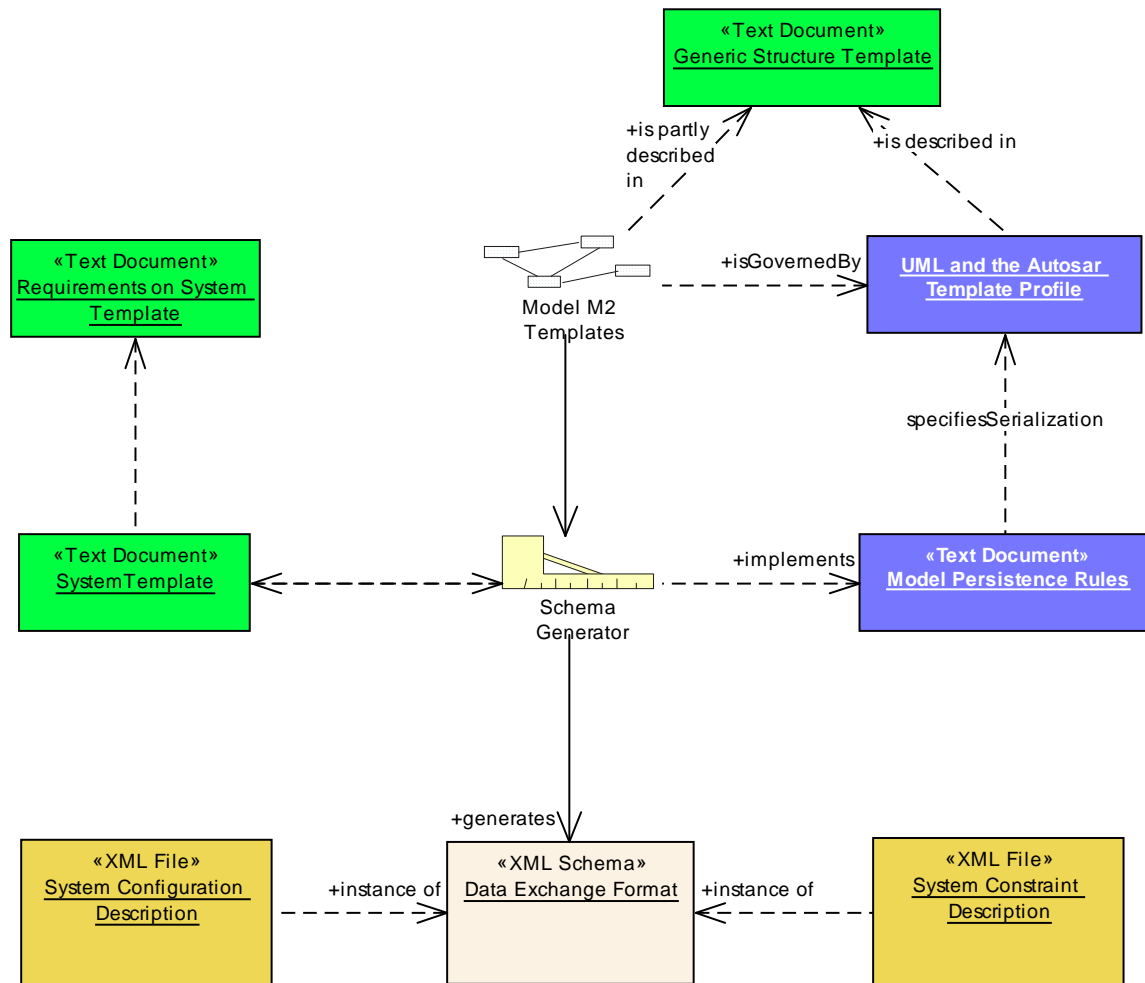 «Text Document»
Generic Structure Template
+is partly
described
in
+is described in
«Text Document»
Requirements on System
Template
Model M2
Templates
+isGovernedBy
UML and the Autosar
Template Profile
specifiesSerialization
«Text Document»
SystemTemplate
Schema
Generator
+implements
«Text Document»
Model Persistence Rules
+generates
«XML File»
System Configuration
Description
+instance of
«XML Schema»
Data Exchange Format
+instance of
«XML File»
System Constraint
Description